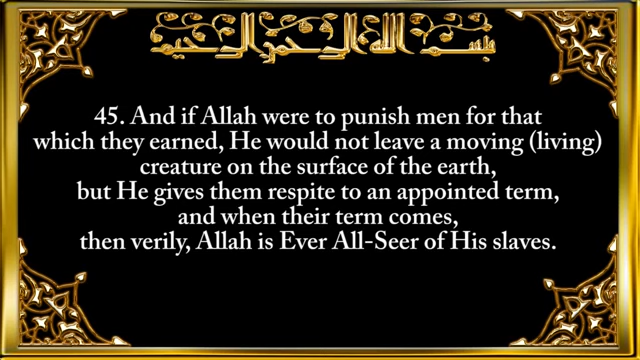 بسم الله الرحمن الرحيم
45. And if Allah were to punish men for that
which they earned, He would not leave a moving (living)
creature on the surface of the earth,
but He gives them respite to an appointed term,
and when their term comes,
then verily, Allah is Ever All-Seer of His slaves.